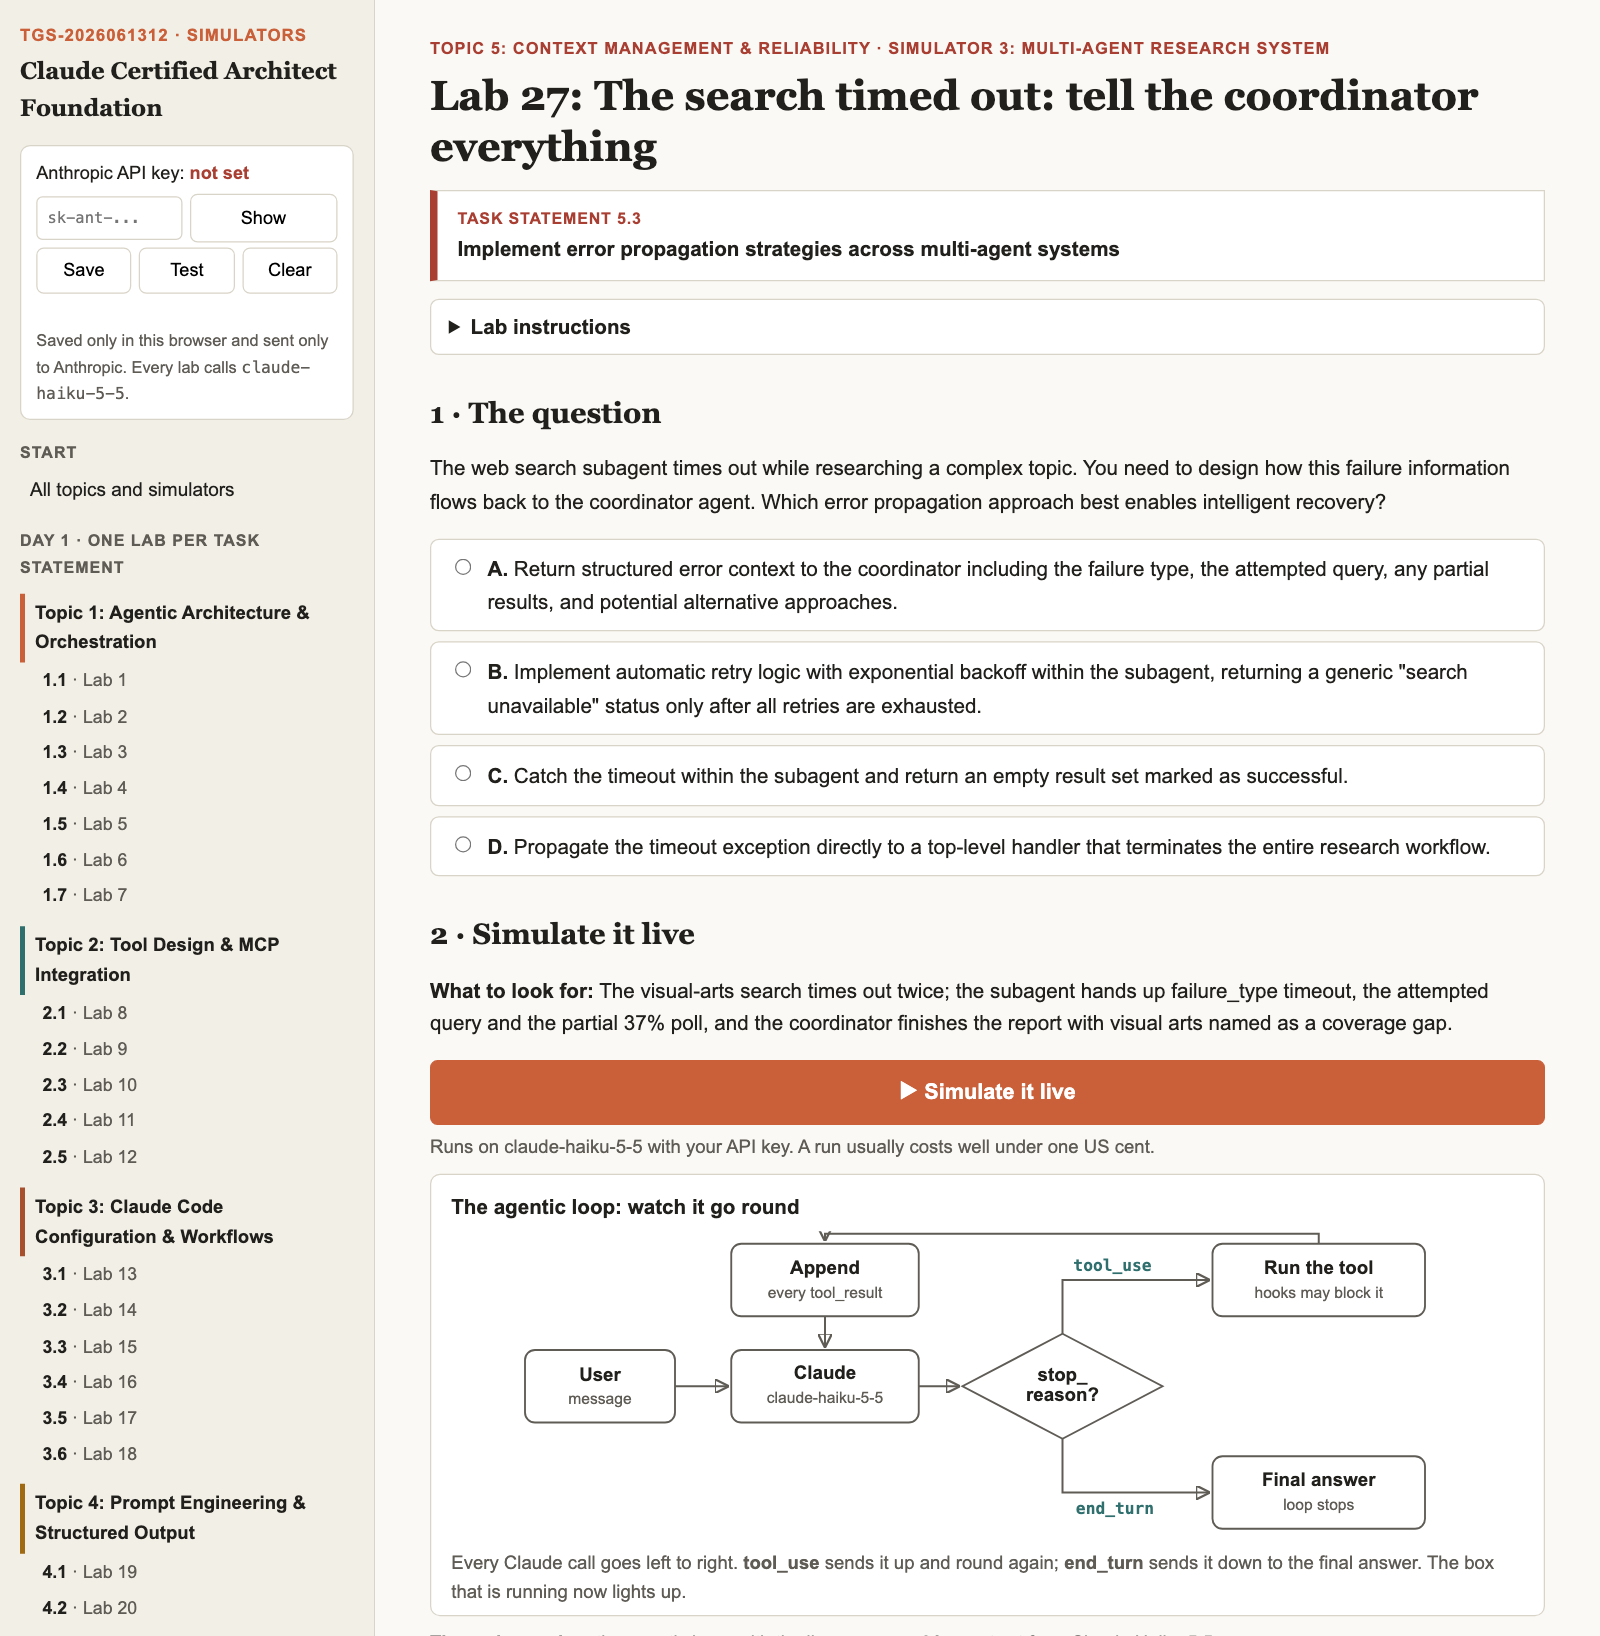 TGS-2026061312 · SIMULATORS
Claude Certified Architect
Foundation
Anthropic API key: not set
sk-ant-...
Show
Save
Test
Clear
Saved only in this browser and sent only
to Anthropic. Every lab calls claude-
haiku-5-5.
START
All topics and simulators
DAY 1 · ONE LAB PER TASK
STATEMENT
Topic 1: Agentic Architecture &
Orchestration
1.1 · Lab 1
1.2 · Lab 2
1.3 · Lab 3
1.4 · Lab 4
1.5 · Lab 5
1.6 · Lab 6
1.7 · Lab 7
Topic 2: Tool Design & MCP
Integration
2.1 · Lab 8
2.2 · Lab 9
2.3 · Lab 10
2.4 · Lab 11
2.5 · Lab 12
Topic 3: Claude Code
Configuration & Workflows
3.1 · Lab 13
3.2 · Lab 14
3.3 · Lab 15
3.4 · Lab 16
3.5 · Lab 17
3.6 · Lab 18
Topic 4: Prompt Engineering &
Structured Output
4.1 · Lab 19
4.2 · Lab 20
TOPIC 5: CONTEXT MANAGEMENT & RELIABILITY · SIMULATOR 3: MULTI-AGENT RESEARCH SYSTEM
Lab 27: The search timed out: tell the coordinator
everything
TASK STATEMENT 5.3
Implement error propagation strategies across multi-agent systems
▶ Lab instructions
1 · The question
The web search subagent times out while researching a complex topic. You need to design how this failure information
flows back to the coordinator agent. Which error propagation approach best enables intelligent recovery?
A. Return structured error context to the coordinator including the failure type, the attempted query, any partial
results, and potential alternative approaches.
B. Implement automatic retry logic with exponential backoff within the subagent, returning a generic "search
unavailable" status only after all retries are exhausted.
C. Catch the timeout within the subagent and return an empty result set marked as successful.
D. Propagate the timeout exception directly to a top-level handler that terminates the entire research workflow.
2 · Simulate it live
What to look for: The visual-arts search times out twice; the subagent hands up failure_type timeout, the attempted
query and the partial 37% poll, and the coordinator finishes the report with visual arts named as a coverage gap.
▶ Simulate it live
Runs on claude-haiku-5-5 with your API key. A run usually costs well under one US cent.
The agentic loop: watch it go round
Append
every tool_result
tool_use
Run the tool
hooks may block it
User
message
Claude
claude-haiku-5-5
stop_
reason?
end_turn
Final answer
loop stops
Every Claude call goes left to right. tool_use sends it up and round again; end_turn sends it down to the final answer. The box
that is running now lights up.